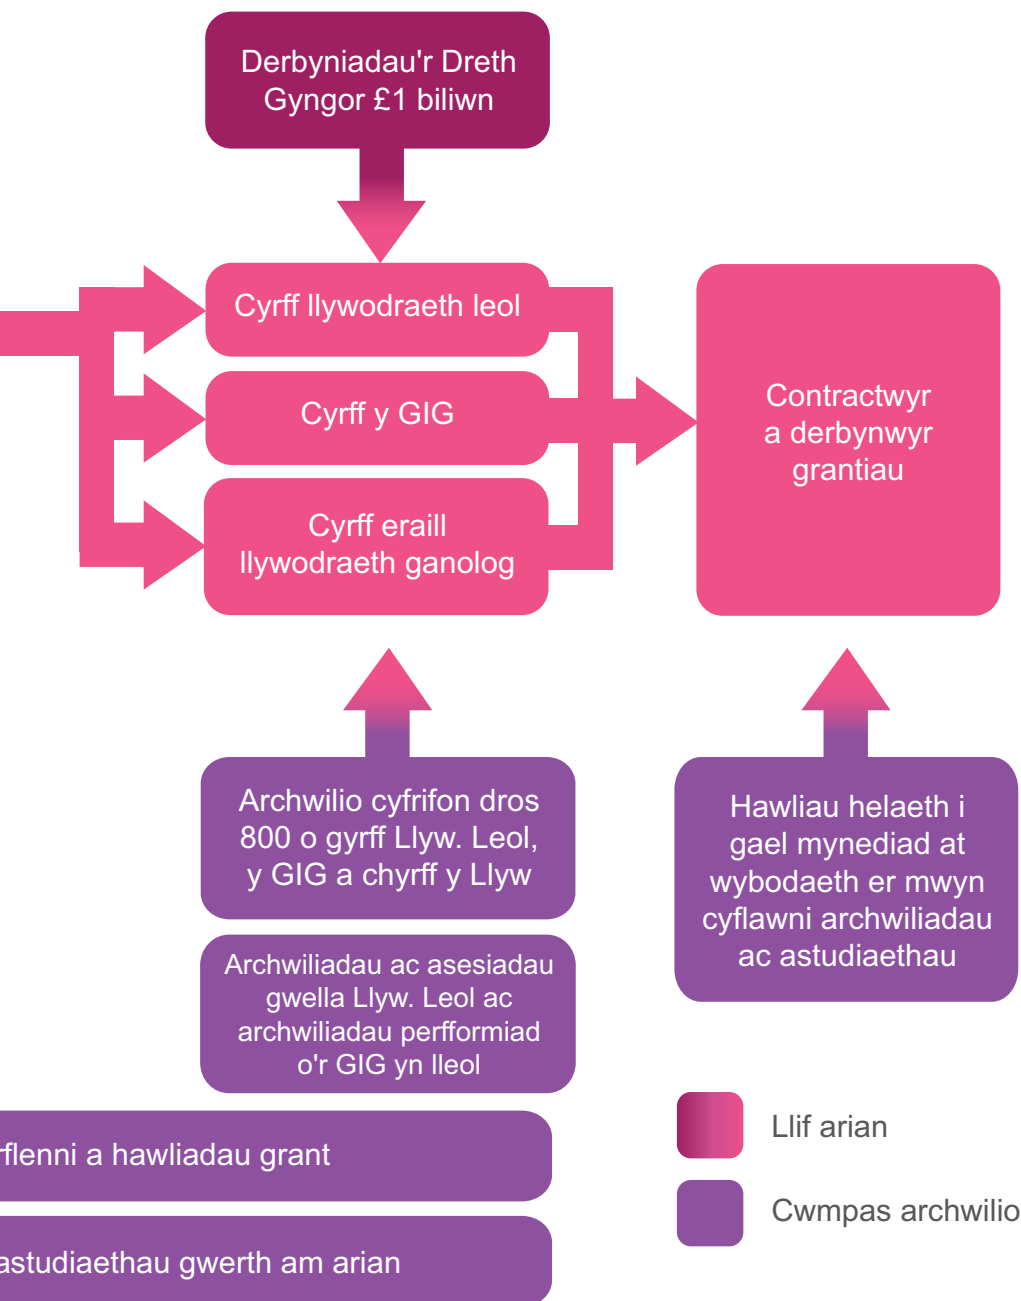 Derbyniadau'r Dreth
Gyngor £1 biliwn
Cyrff llywodraeth leol
Cyrff y GIG
Cyrff eraill
llywodraeth ganolog
Contractwyr
a derbynwyr
grantiau
Archwilio cyfrifon dros
800 o gyrff Llyw. Leol,
y GIG a chyrff y Llyw
Archwiliadau ac asesiadau
gwella Llyw. Leol ac
archwiliadau perfformiad
o'r GIG yn lleol
Hawliau helaeth i
gael mynediad at
wybodaeth er mwyn
cyflawni archwiliadau
ac astudiaethau
a hawliadau grant
astudiaethau gwerth am arian
Llif arian
Cwmpas archwilio